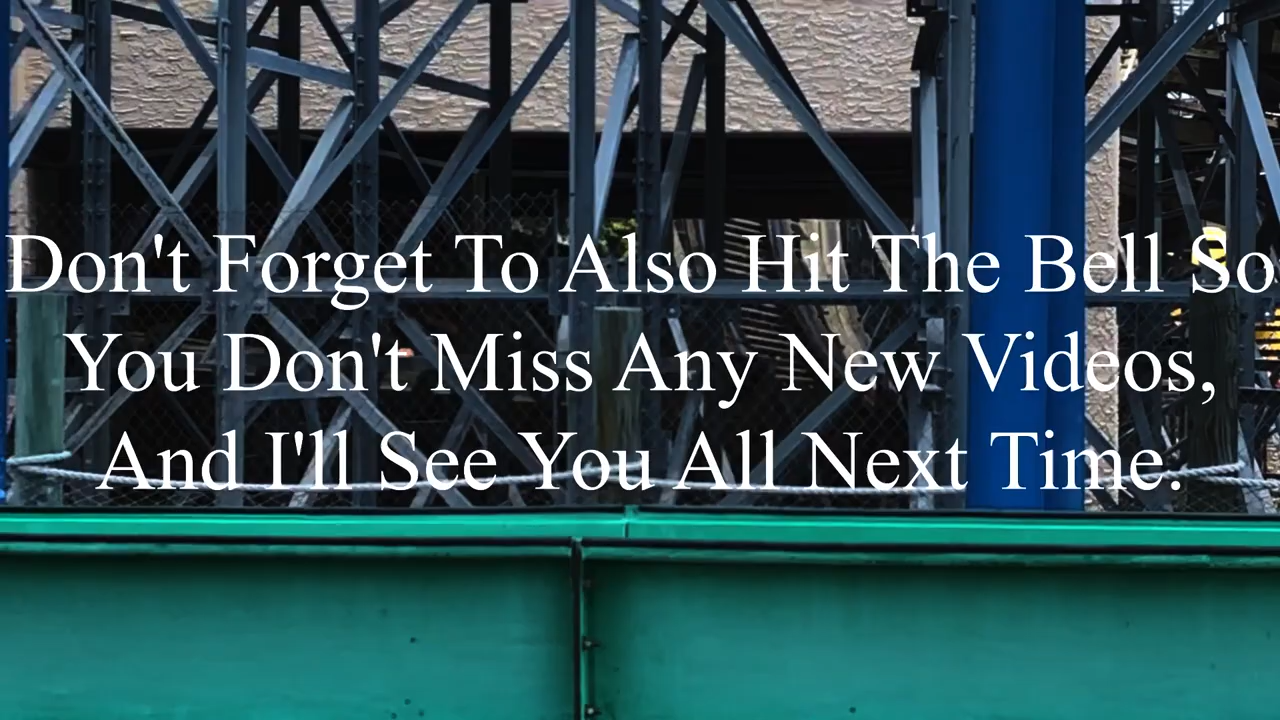 Don't Forget To Also Hit The Bell So
You Don't Miss Any New Videos,
And I'll See You All Next Time.